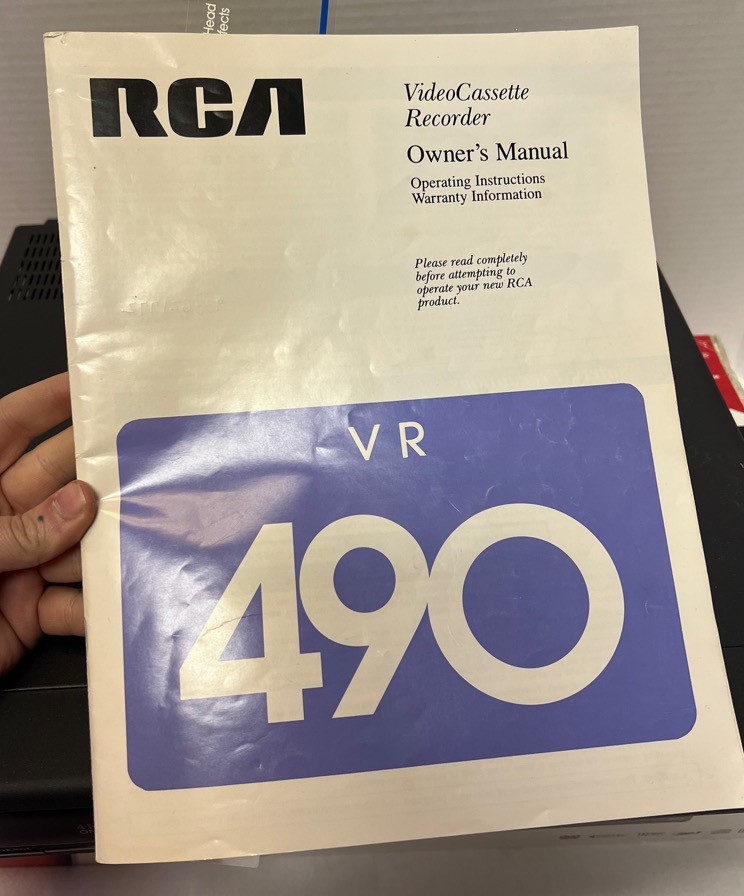 Head
RCA
VideoCassette
Recorder
Owner's Manual
Operating Instructions
Warranty Information
Please read completely
before attempting to
operate your new RCA
product.
VR
490